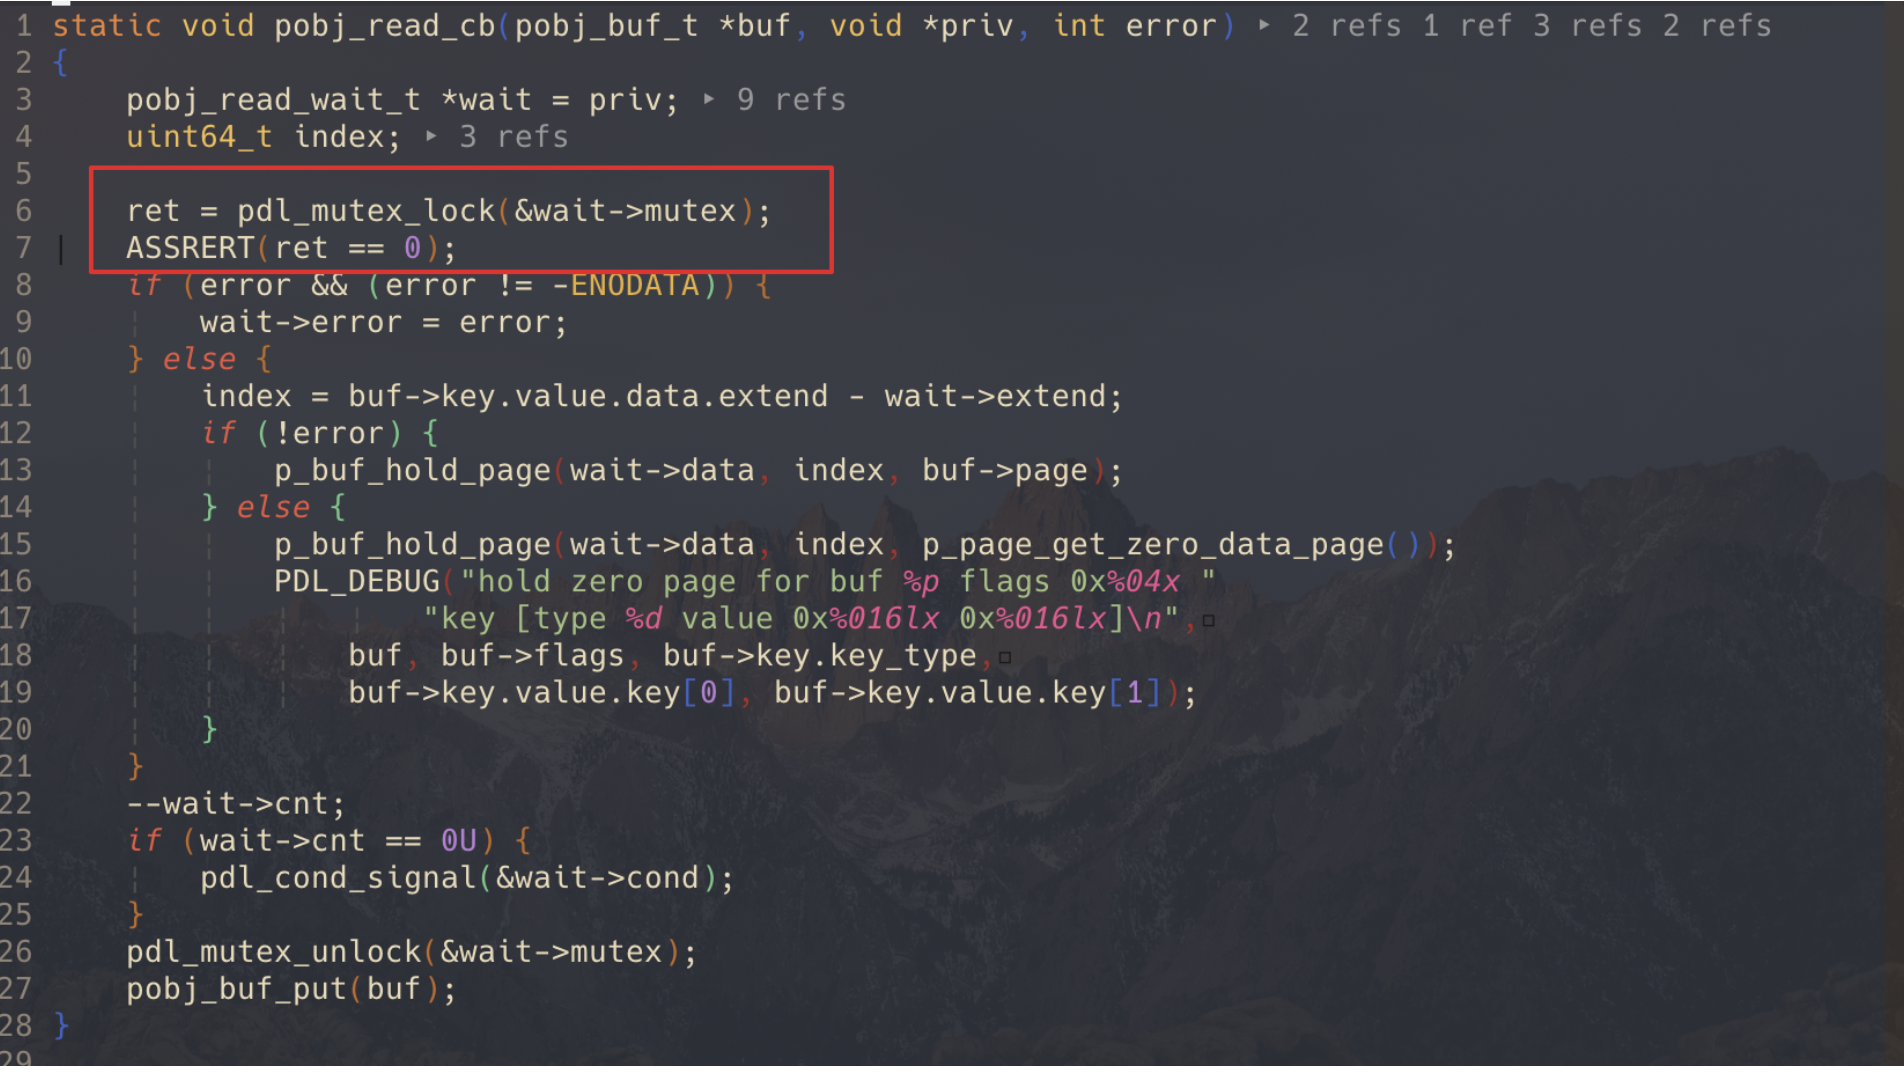 1 static void pobj_read_cb(pobj_buf_t *buf, void *priv, int error) ▸ 2 refs 1 ref 3 refs 2 refs
2 {
3     pobj_read_wait_t *wait = priv; ▸ 9 refs
4     uint64_t index; ▸ 3 refs
5
6     ret = pdl_mutex_lock(&wait->mutex);
7     ASSRERT(ret == 0);
8     if (error && (error != -ENODATA)) {
9         wait->error = error;
10     } else {
11         index = buf->key.value.data.extend - wait->extend;
12         if (!error) {
13             p_buf_hold_page(wait->data, index, buf->page);
14         } else {
15             p_buf_hold_page(wait->data, index, p_page_get_zero_data_page());
16             PDL_DEBUG("hold zero page for buf %p flags 0x%04x "
17                     "key [type %d value 0x%016lx 0x%016lx]\n",
18                 buf, buf->flags, buf->key.key_type,
19                 buf->key.value.key[0], buf->key.value.key[1]);
20         }
21     }
22     --wait->cnt;
23     if (wait->cnt == 0U) {
24         pdl_cond_signal(&wait->cond);
25     }
26     pdl_mutex_unlock(&wait->mutex);
27     pobj_buf_put(buf);
28 }
29